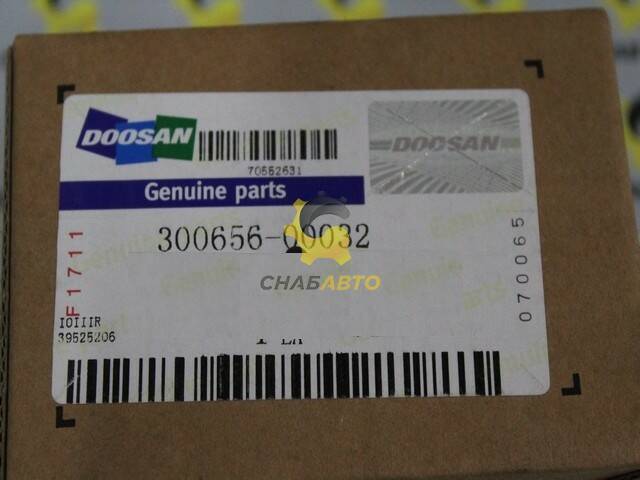 DOOSAN
70552631
DOOSAN
Genuine parts
300656-00032
СНАБАВТО
F1711
070065
IOIIIR
39525206